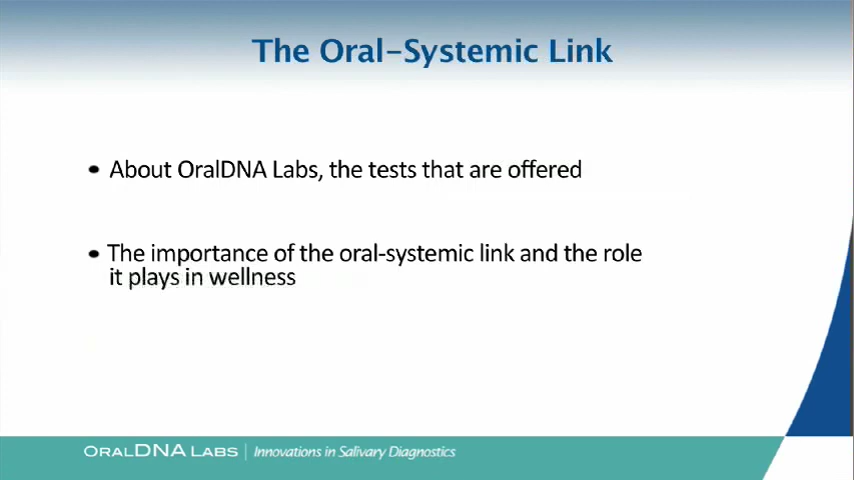 The Oral-Systemic Link
• About OralDNA Labs, the tests that are offered
• The importance of the oral-systemic link and the role
it plays in wellness
ORALDNA LABS | Innovations in Salivary Diagnostics